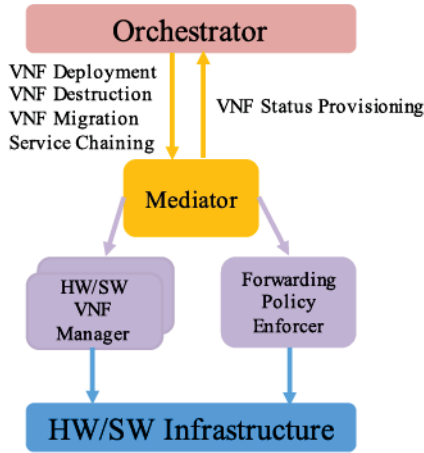 Orchestrator
VNF Deployment
VNF Destruction
VNF Migration
Service Chaining
VNF Status Provisioning
Mediator
HW/SW
VNF
Manager
Forwarding
Policy
Enforcer
HW/SW Infrastructure